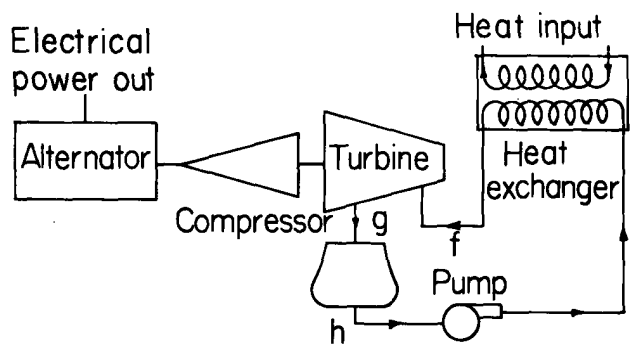 Electrical
power out
Heat input
Alternator
Turbine
Heat
exchanger
Compressor
g
f
Pump
h